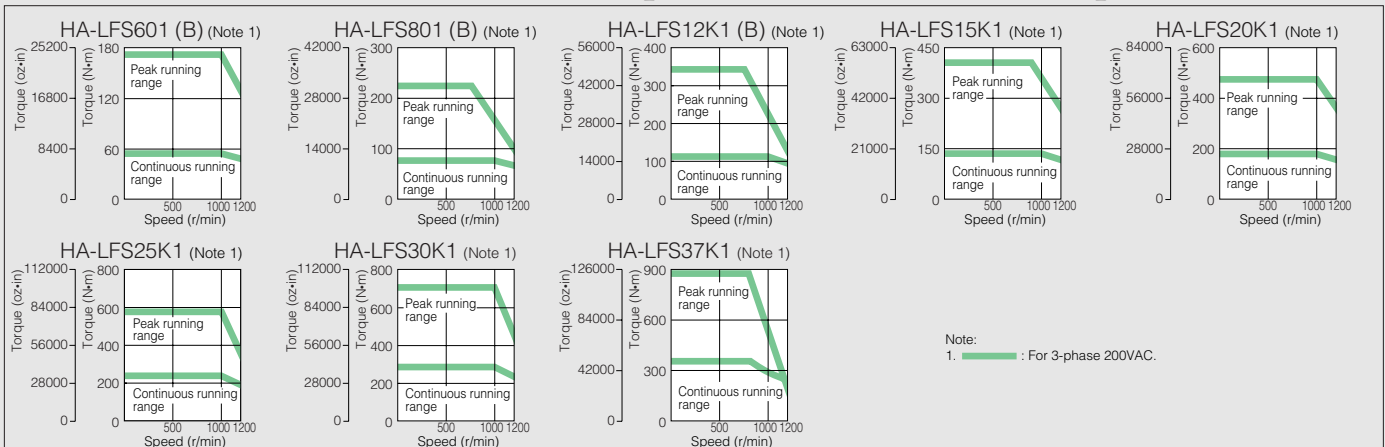 HA-LFS601 (B) (Note 1)
Torque (oz•in)
25200
16800
8400
0
Torque (N•m)
180
120
60
0
Peak running
range
Continuous running
range
500
1000 1200
Speed (r/min)
HA-LFS801 (B) (Note 1)
Torque (oz•in)
42000
28000
14000
0
Torque (N•m)
300
200
100
0
Peak running
range
Continuous running
range
500
1000 1200
Speed (r/min)
HA-LFS12K1 (B) (Note 1)
Torque (oz•in)
56000
42000
28000
14000
0
Torque (N•m)
400
300
200
100
0
Peak running
range
Continuous running
range
500
1000 1200
Speed (r/min)
HA-LFS15K1 (Note 1)
Torque (oz•in)
63000
42000
21000
0
Torque (N•m)
450
300
150
0
Peak running
range
Continuous running
range
500
1000 1200
Speed (r/min)
HA-LFS20K1 (Note 1)
Torque (oz•in)
84000
56000
28000
0
Torque (N•m)
600
400
200
0
Peak running
range
Continuous running
range
500
1000 1200
Speed (r/min)
HA-LFS25K1 (Note 1)
Torque (oz•in)
112000
84000
56000
28000
0
Torque (N•m)
800
600
400
200
0
Peak running
range
Continuous running
range
500
1000 1200
Speed (r/min)
HA-LFS30K1 (Note 1)
Torque (oz•in)
112000
84000
56000
28000
0
Torque (N•m)
800
600
400
200
0
Peak running
range
Continuous running
range
500
1000 1200
Speed (r/min)
HA-LFS37K1 (Note 1)
Torque (oz•in)
126000
84000
42000
0
Torque (N•m)
900
600
300
0
Peak running
range
Continuous running
range
500
1000 1200
Speed (r/min)
Note:
1. : For 3-phase 200VAC.